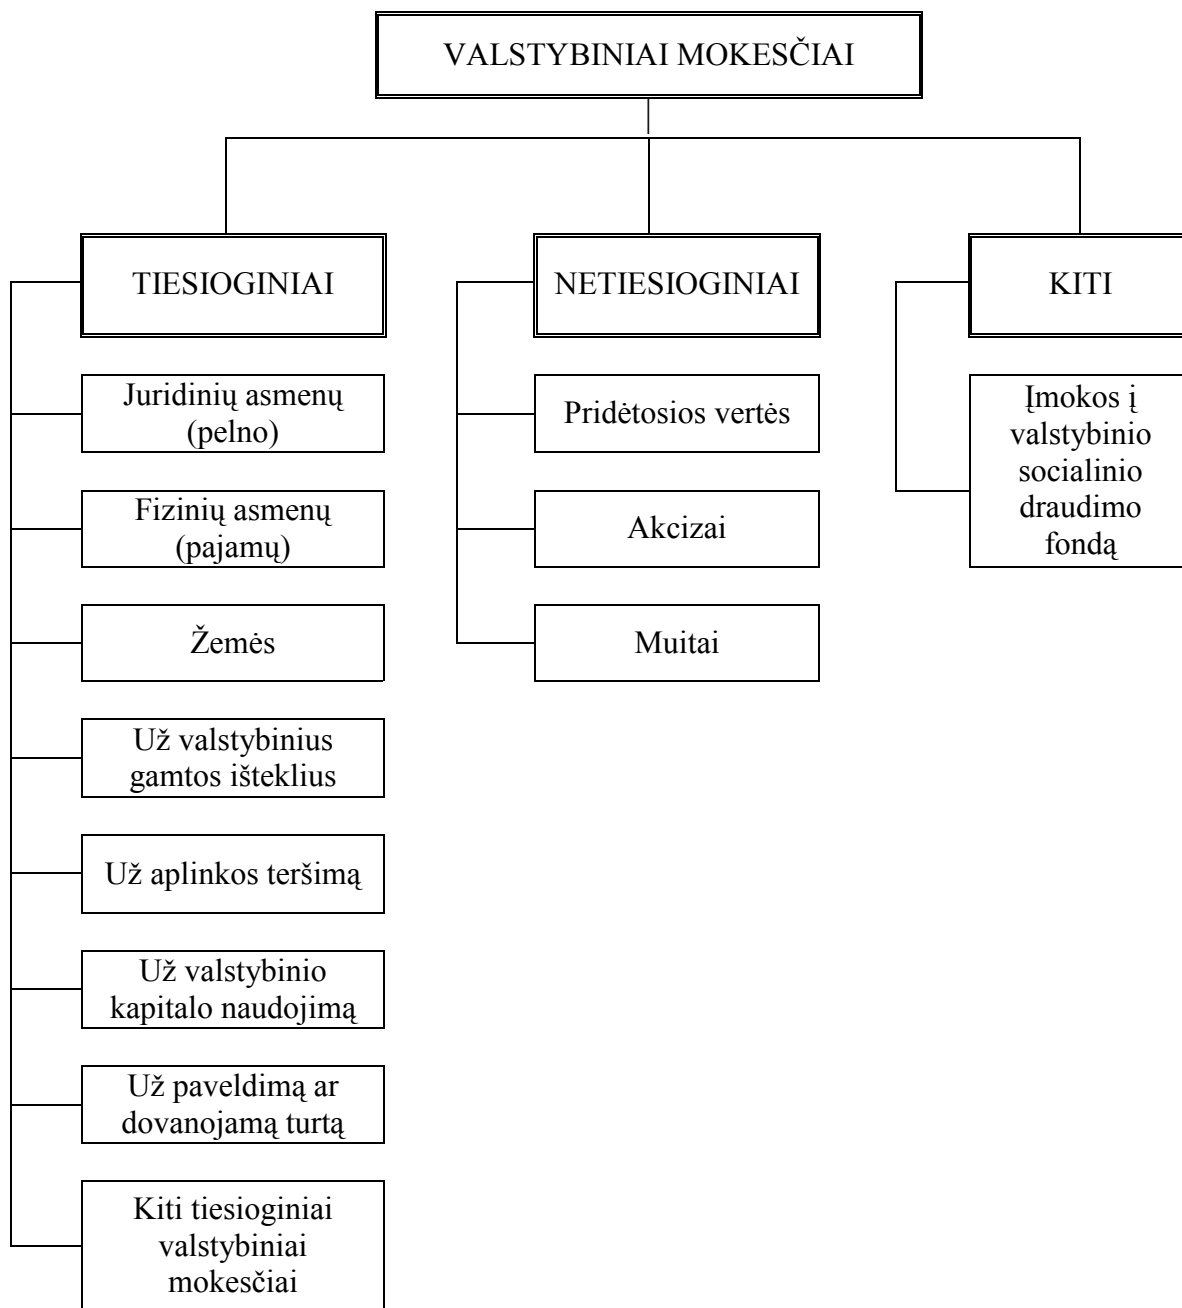 VALSTYBINIAI MOKESČIAI
TIESIOGINIAI
Juridinių asmenų
(pelno)
Fizinių asmenų
(pajamų)
Žemės
Už valstybinius
gamtos išteklius
Už aplinkos teršimą
Už valstybinio
kapitalo naudojimą
Už paveldimą ar
dovanojamą turtą
Kiti tiesioginiai
valstybiniai
mokesčiai
NETIESIOGINIAI
Pridėtosios vertės
Akcizai
Muitai
KITI
Įmokos į
valstybinio
socialinio
draudimo
fondą